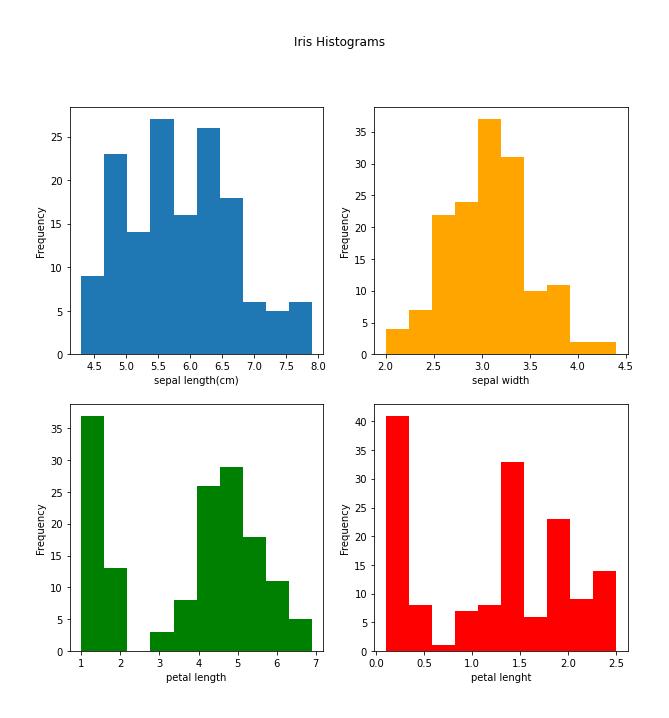 Iris Histograms
Frequency
25
20
15
10
5
0
4.5 5.0 5.5 6.0 6.5 7.0 7.5 8.0
sepal length(cm)
Frequency
35
30
25
20
15
10
5
0
2.0 2.5 3.0 3.5 4.0 4.5
sepal width
Frequency
35
30
25
20
15
10
5
0
1 2 3 4 5 6 7
petal length
Frequency
40
35
30
25
20
15
10
5
0
0.0 0.5 1.0 1.5 2.0 2.5
petal lenght